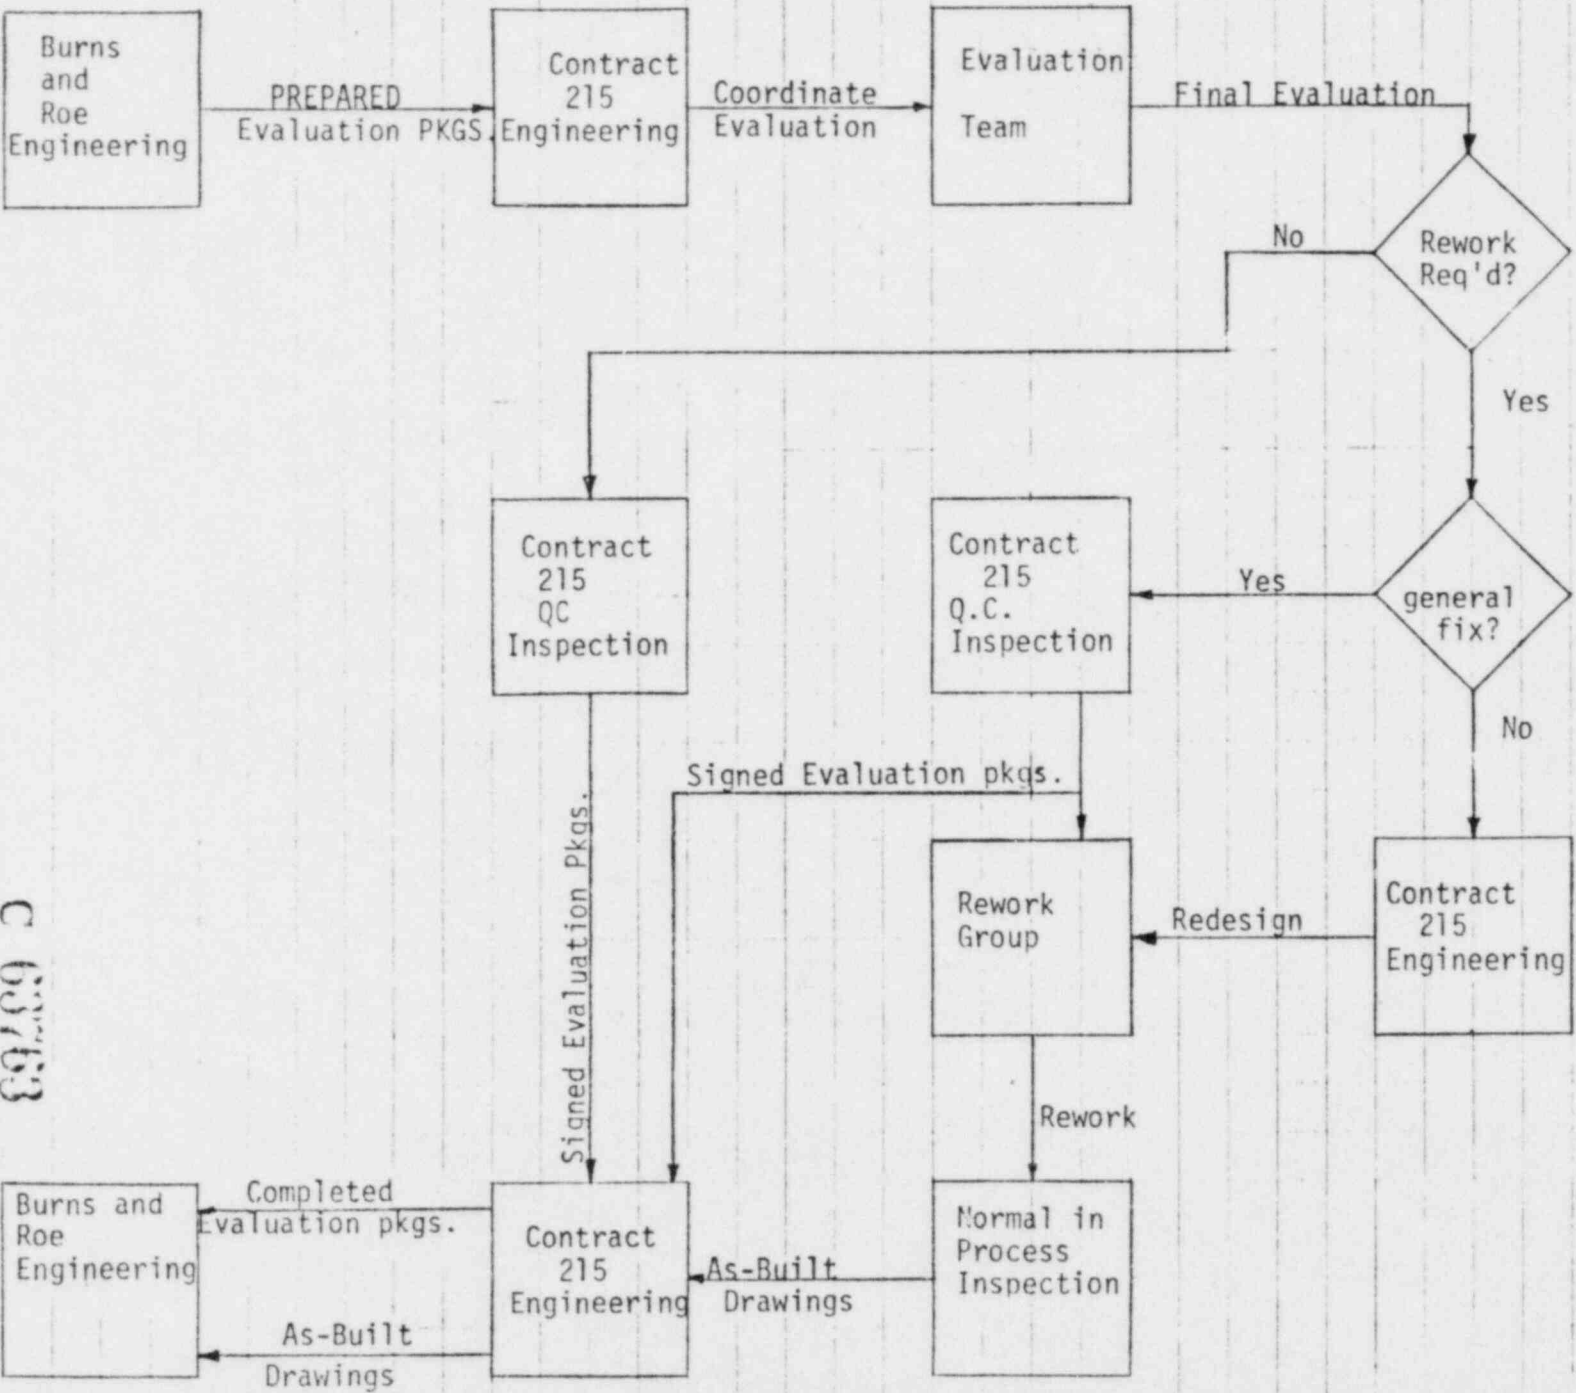 Burns
and
Roe
Engineering
PREPARED
Evaluation PKGS.
Contract
215
Engineering
Coordinate
Evaluation
Evaluation
Team
Final Evaluation
Rework
Req'd?
No
Yes
Contract
215
QC
Inspection
Contract
215
Q.C.
Inspection
Yes
general
fix?
No
Signed Evaluation pkgs.
Signed Evaluation Pkgs.
Rework
Group
Redesign
Contract
215
Engineering
Rework
Burns and
Roe
Engineering
Completed
Evaluation pkgs.
As-Built
Drawings
Contract
215
Engineering
As-Built
Drawings
Normal in
Process
Inspection